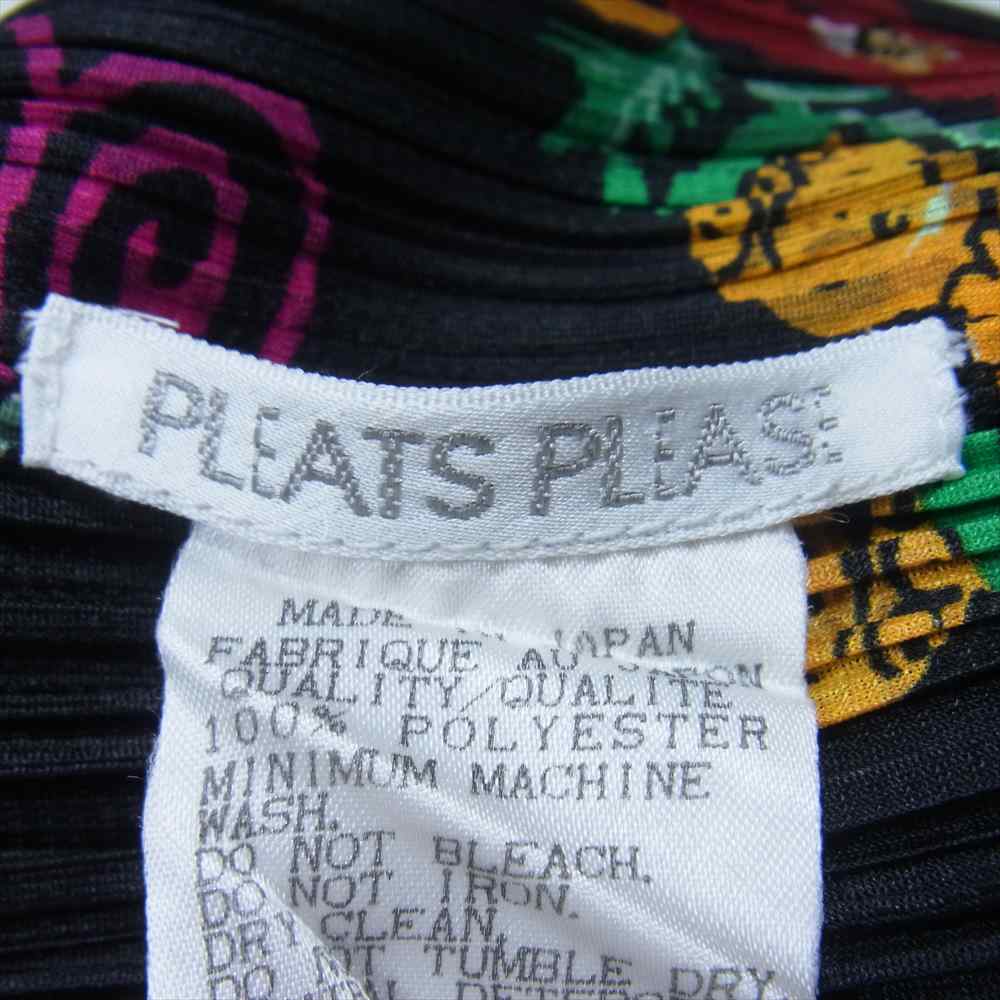 PLEATS PLEASE
MADE IN JAPAN
FABRIQUE AU JAPON
QUALITY/QUALITE
100% POLYESTER
MINIMUM MACHINE
WASH.
DO NOT BLEACH.
DO NOT IRON.
DRY CLEAN.
DO NOT TUMBLE DRY